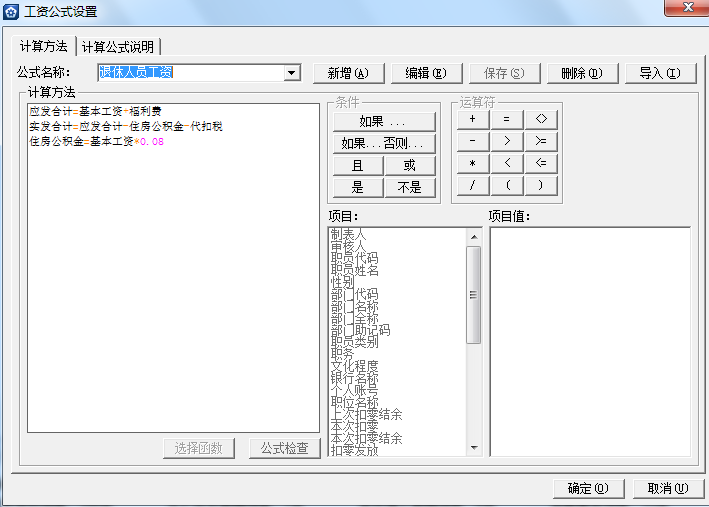 工资公式设置
计算方法
计算公式说明
公式名称:
退休人员工资
新增(A)
编辑(E)
保存(S)
删除(D)
导入(I)
计算方法
应发合计=基本工资+福利费
实发合计=应发合计-住房公积金-代扣税
住房公积金=基本工资*0.08
条件
如果 ...
如果...否则...
且
或
是
不是
运算符
+
=
<>
-
>
>=
*
<
<=
/
(
)
项目:
制表人
审核人
职员代码
职员姓名
性别
部门代码
部门名称
部门全称
部门助记码
职员类别
职务
文化程度
银行名称
个人账号
职位名称
上次扣零结余
本次扣零
本次扣零结余
扣零发放
项目值:
选择函数
公式检查
确定(O)
取消(U)